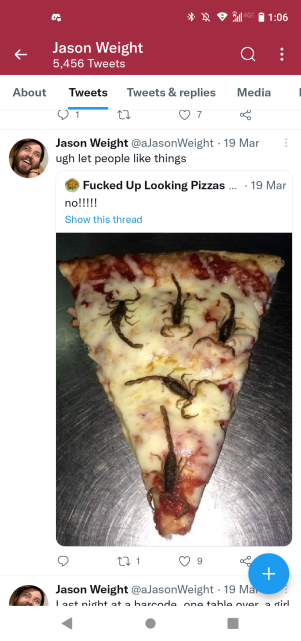 1:06
Jason Weight
5,456 Tweets
About Tweets Tweets & replies Media
1 7
Jason Weight @aJasonWeight · 19 Mar
ugh let people like things
Fucked Up Looking Pizzas ... · 19 Mar
no!!!!!
Show this thread
1 9
Jason Weight @aJasonWeight · 19 Mar
Last night at a barcode, one table over, a girl